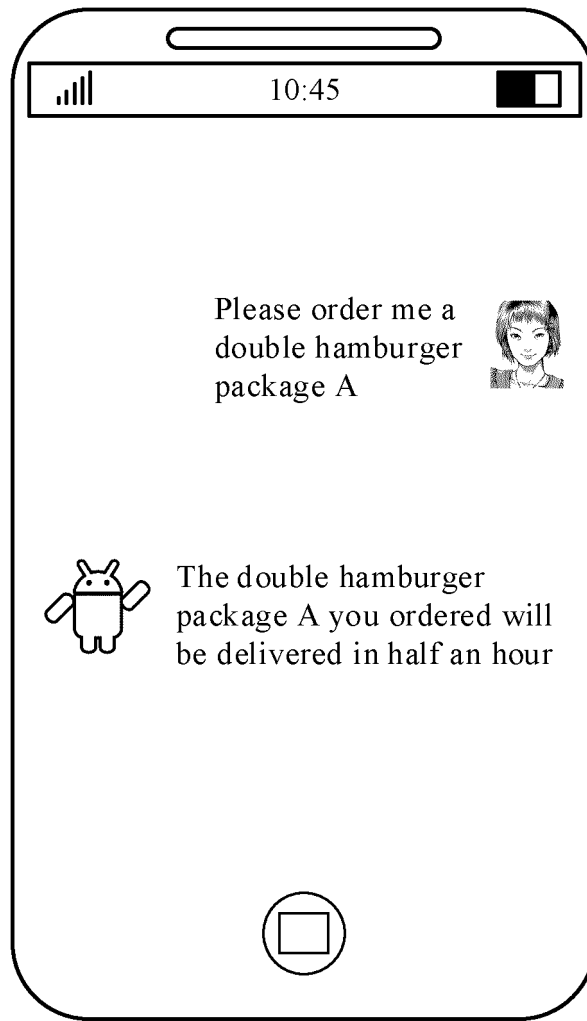 10:45
Please order me a
double hamburger
package A
The double hamburger
package A you ordered will
be delivered in half an hour